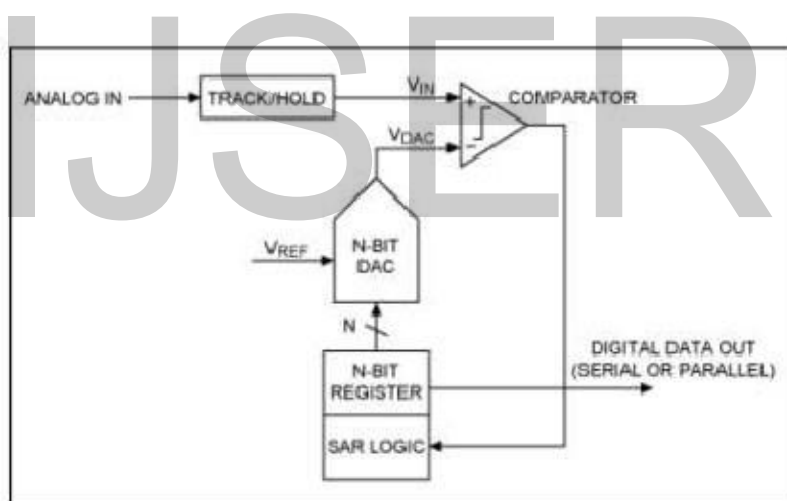 IJSER
ANALOG IN
TRACK/HOLD
VIN
COMPARATOR
+
VDAC
−
N-BIT
DAC
VREF
N
N-BIT
REGISTER
SAR LOGIC
DIGITAL DATA OUT
(SERIAL OR PARALLEL)